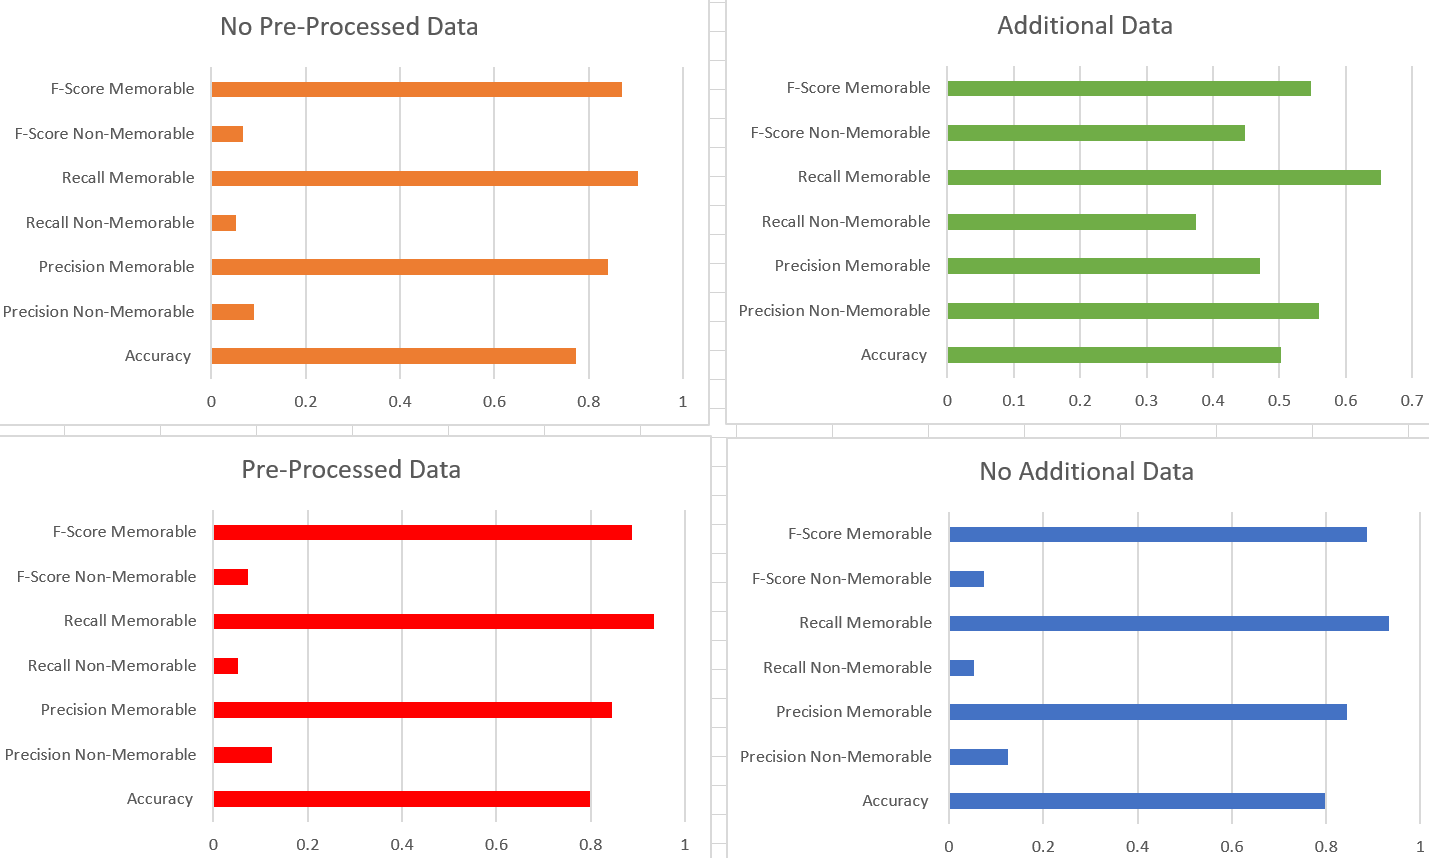 No Pre-Processed Data
F-Score Memorable
F-Score Non-Memorable
Recall Memorable
Recall Non-Memorable
Precision Memorable
Precision Non-Memorable
Accuracy
0 0.2 0.4 0.6 0.8 1
Additional Data
F-Score Memorable
F-Score Non-Memorable
Recall Memorable
Recall Non-Memorable
Precision Memorable
Precision Non-Memorable
Accuracy
0 0.1 0.2 0.3 0.4 0.5 0.6 0.7
Pre-Processed Data
F-Score Memorable
F-Score Non-Memorable
Recall Memorable
Recall Non-Memorable
Precision Memorable
Precision Non-Memorable
Accuracy
0 0.2 0.4 0.6 0.8 1
No Additional Data
F-Score Memorable
F-Score Non-Memorable
Recall Memorable
Recall Non-Memorable
Precision Memorable
Precision Non-Memorable
Accuracy
0 0.2 0.4 0.6 0.8 1